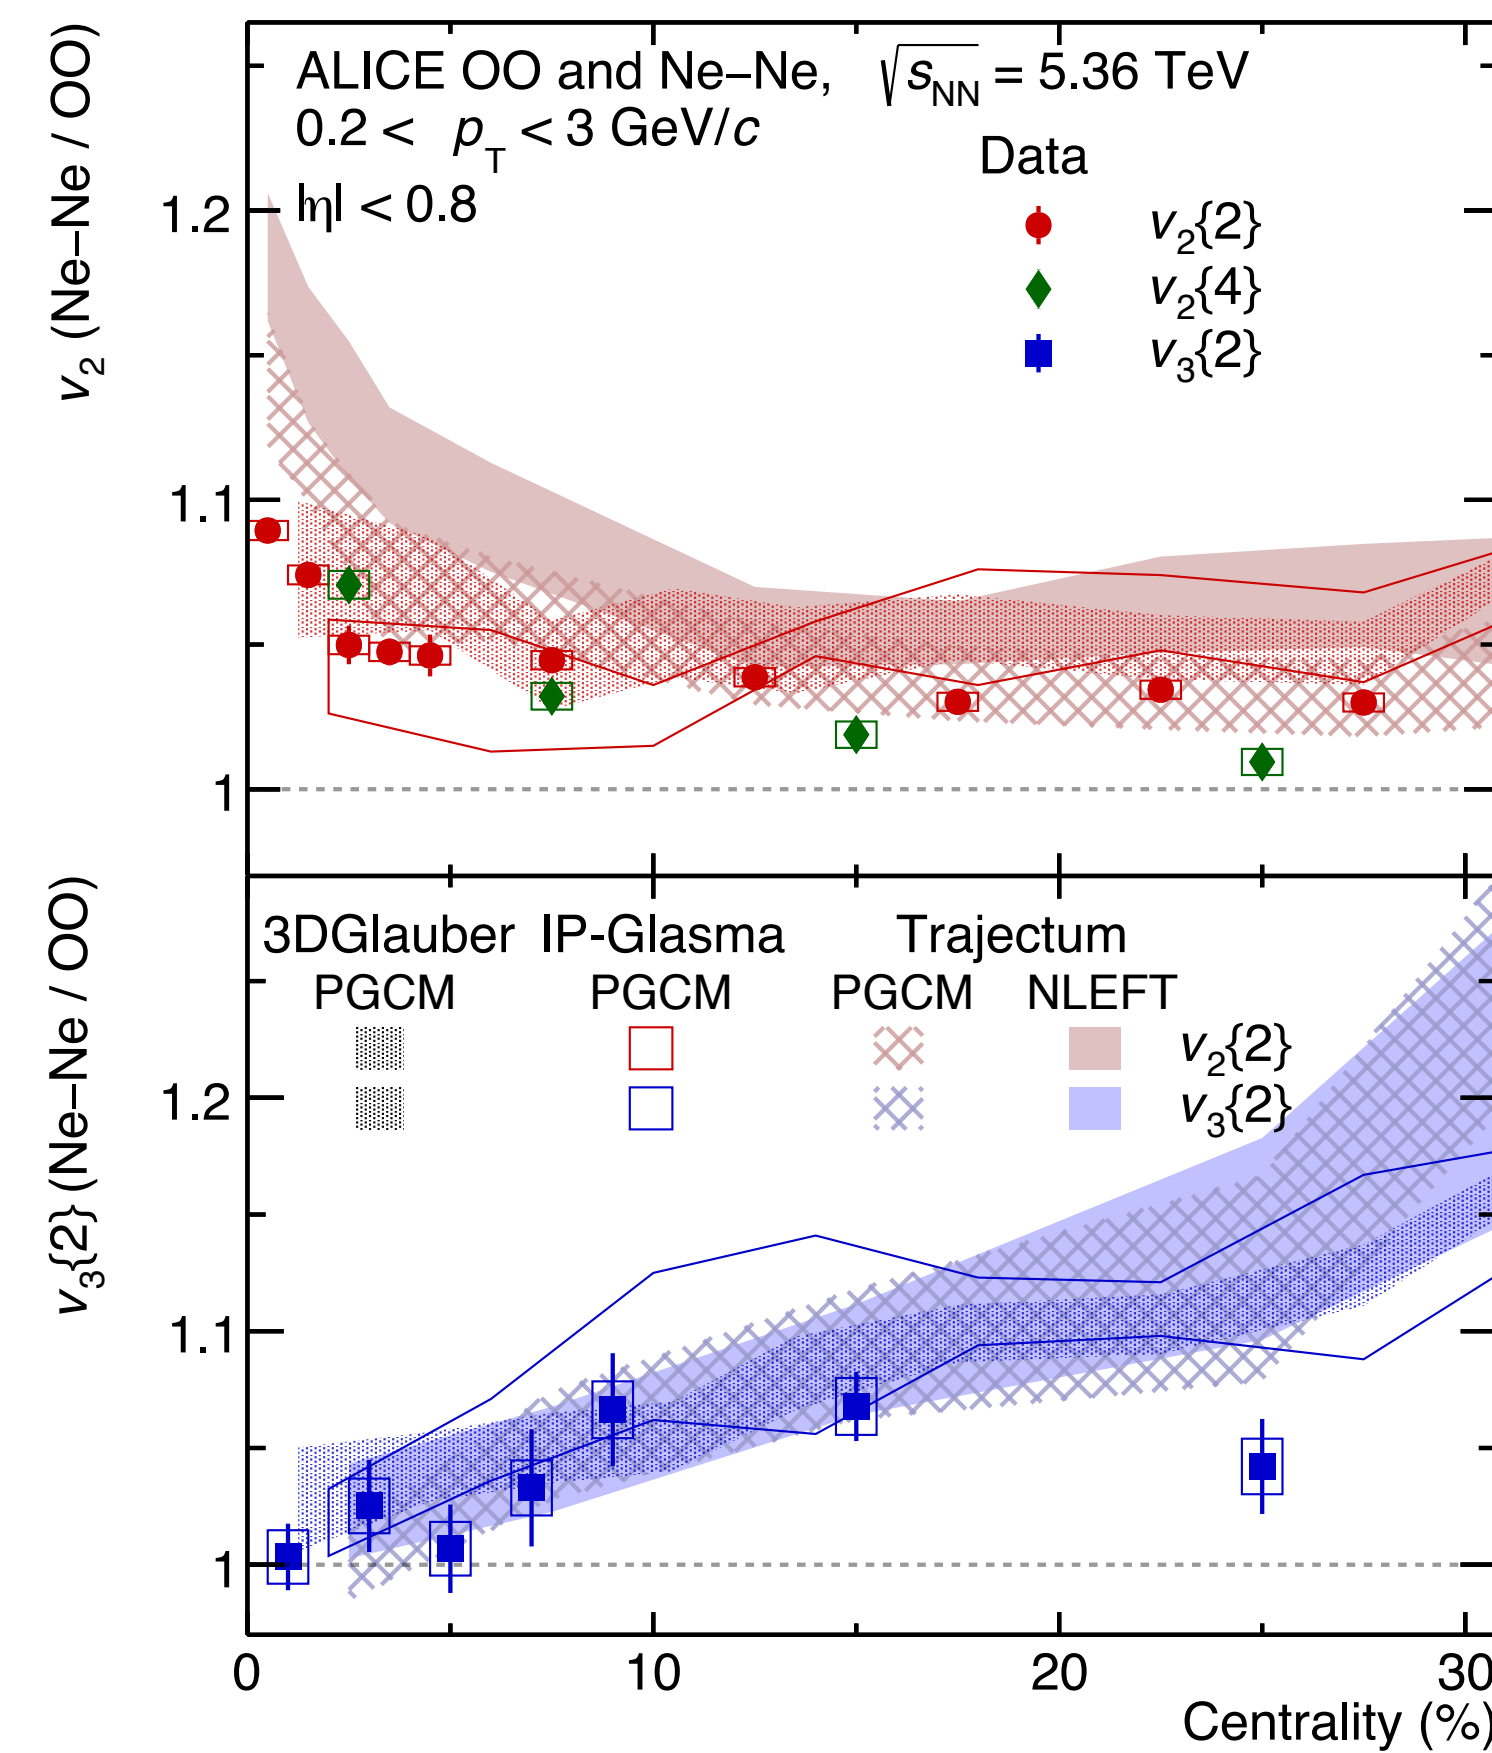 ALICE OO and Ne–Ne, √sNN = 5.36 TeV
0.2 < pT < 3 GeV/c
|η| < 0.8
Data
v2{2}
v2{4}
v3{2}
v2 (Ne–Ne / OO)
1.2
1.1
1
3DGlauber IP-Glasma Trajectum
PGCM PGCM PGCM NLEFT
v2{2}
v3{2}
v3{2} (Ne–Ne / OO)
1.2
1.1
1
0 10 20 30
Centrality (%)